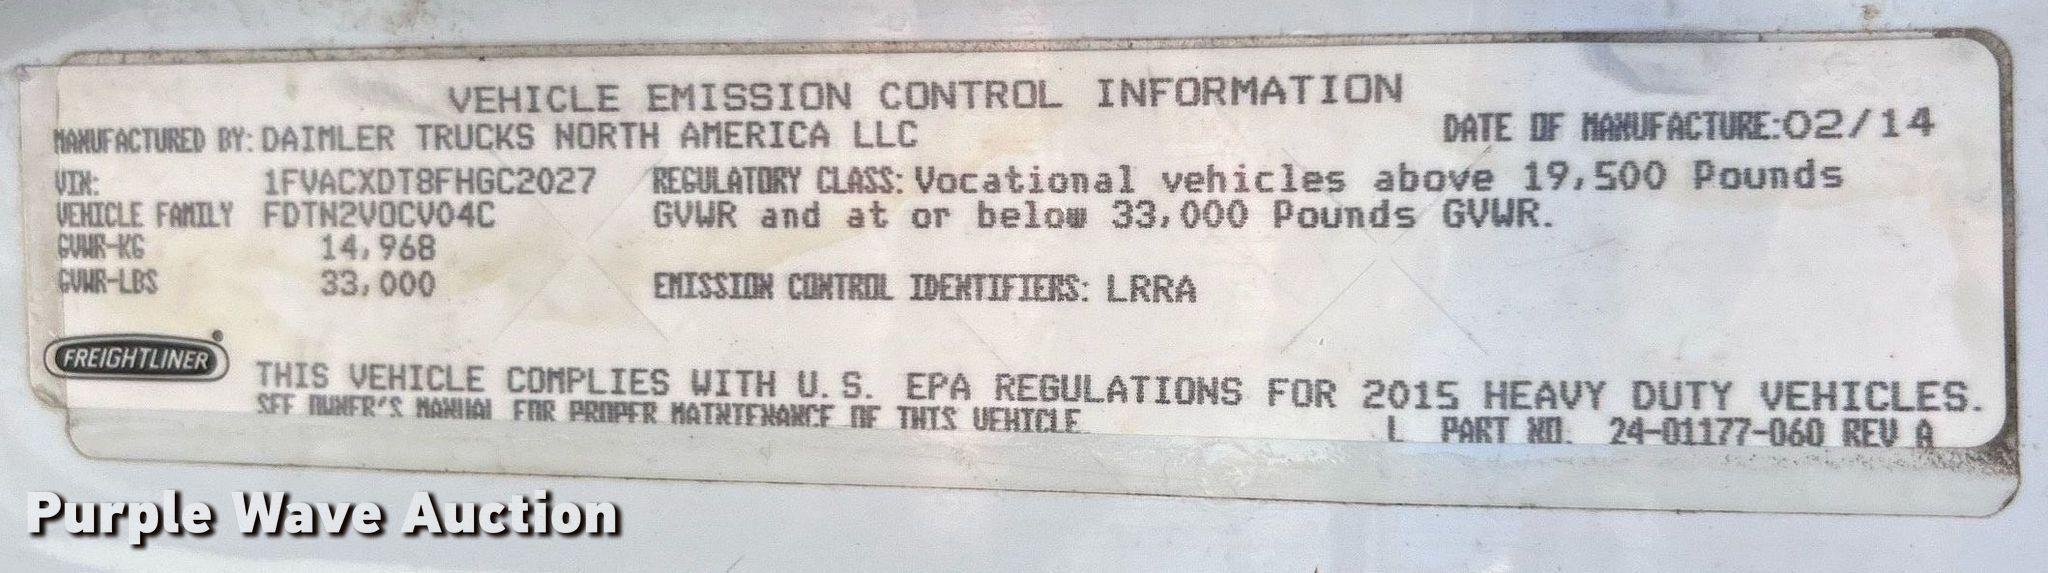 VEHICLE EMISSION CONTROL INFORMATION
MANUFACTURED BY: DAIMLER TRUCKS NORTH AMERICA LLC
DATE OF MANUFACTURE: 02/14
VIN: 1FVACXDT8FHGC2027
REGULATORY CLASS: Vocational vehicles above 19,500 Pounds
VEHICLE FAMILY FDTN2VOCV04C
GVWR and at or below 33,000 Pounds GVWR.
GVWR-KG 14,968
GVWR-LBS 33,000
EMISSION CONTROL IDENTIFIERS: LRRA
FREIGHTLINER
THIS VEHICLE COMPLIES WITH U.S. EPA REGULATIONS FOR 2015 HEAVY DUTY VEHICLES.
SEE OWNER'S MANUAL FOR PROPER MAINTENANCE OF THIS VEHICLE
L PART NO. 24-01177-060 REV A
Purple Wave Auction